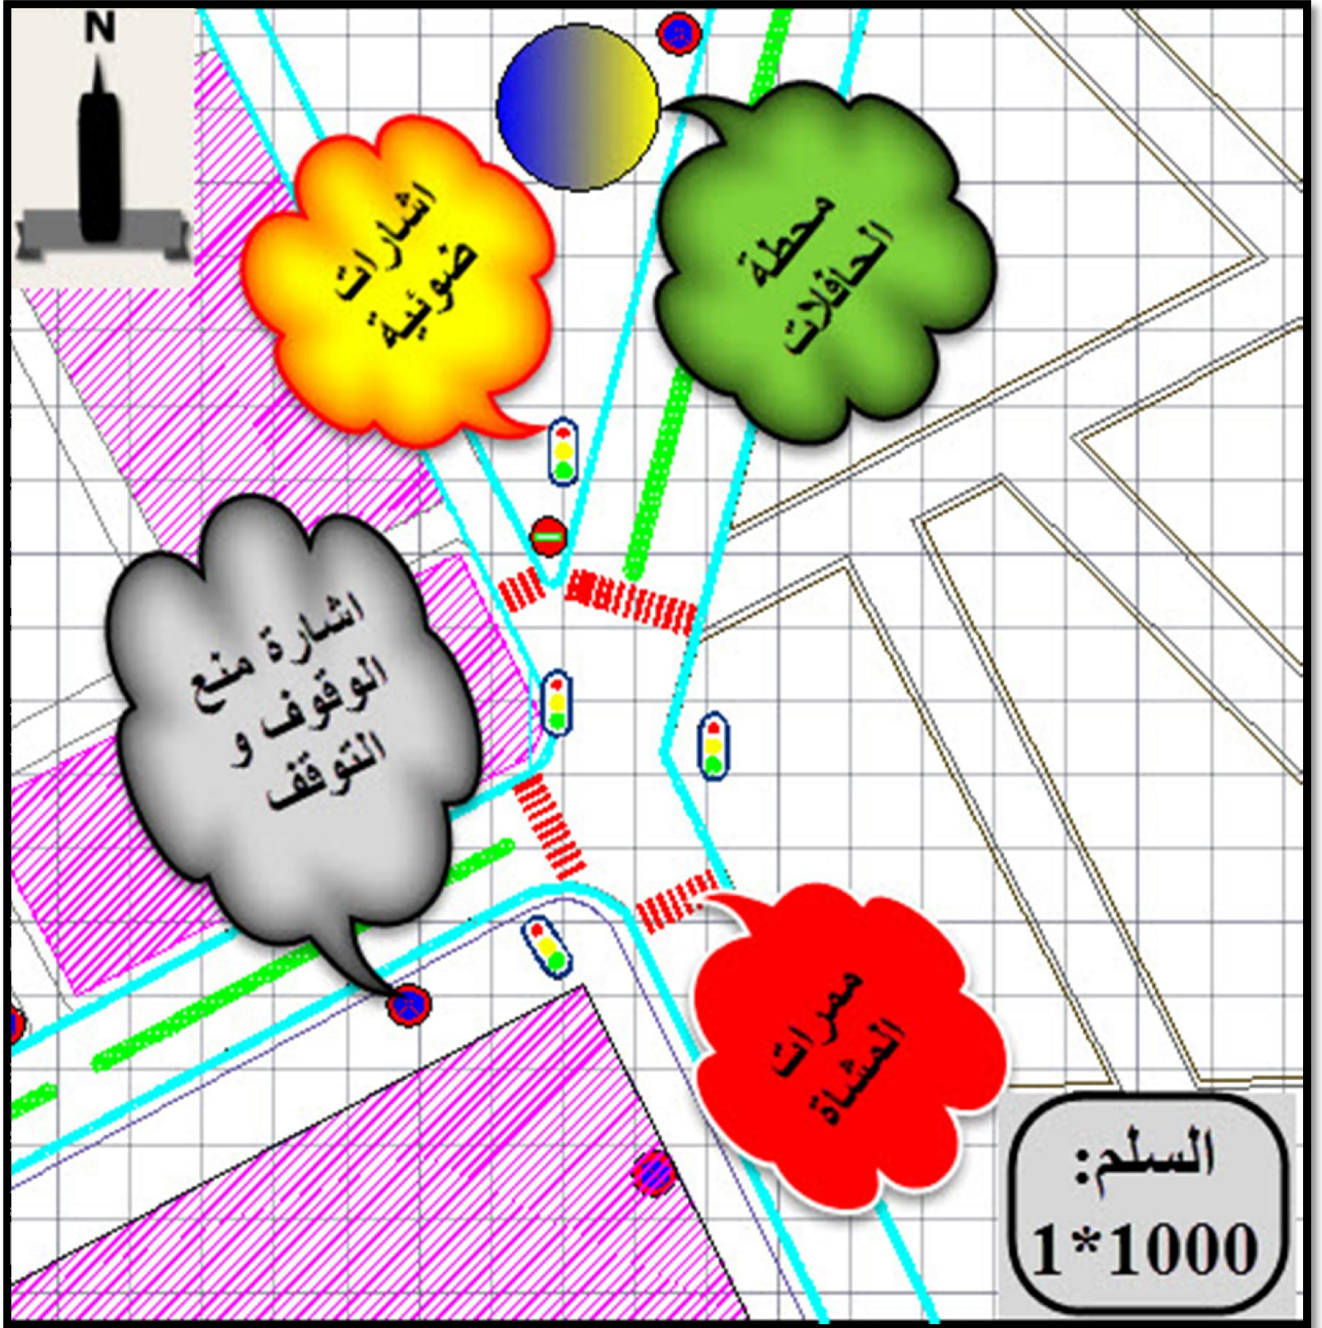 N
اشارات
ضوئية
محطة
الحافلات
اشارة منع
الوقوف و
التوقف
ممرات
المشاة
السلم:
1*1000